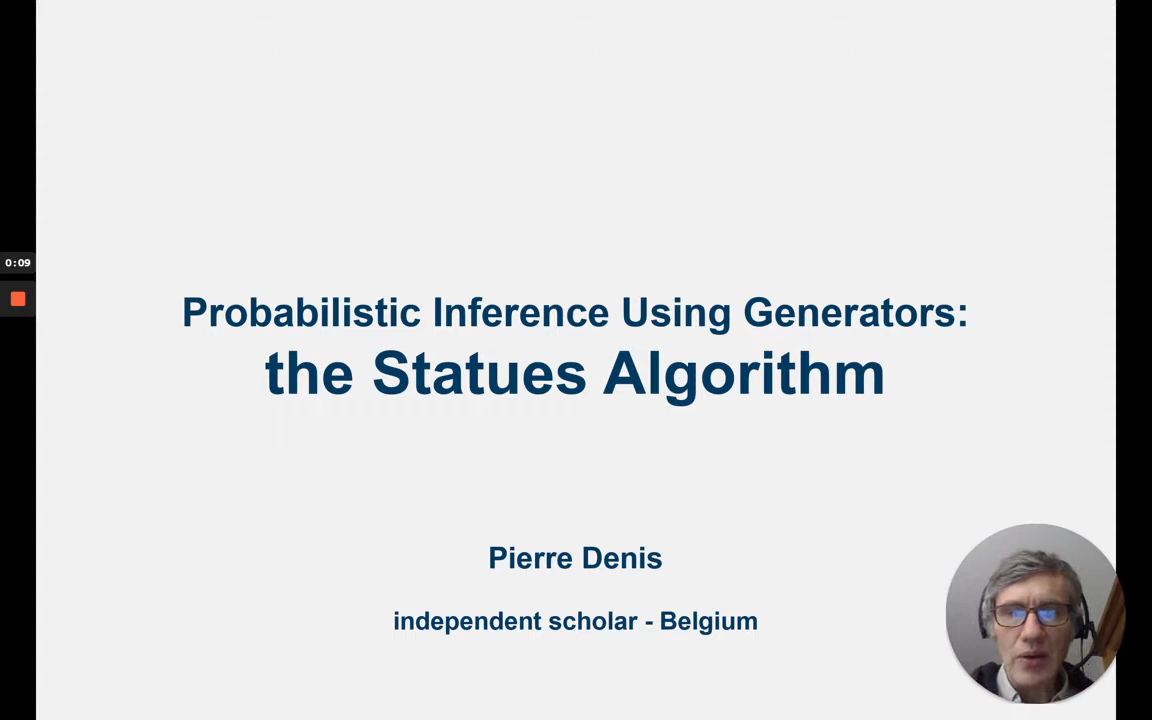 0:09
Probabilistic Inference Using Generators:
the Statues Algorithm
Pierre Denis
independent scholar - Belgium